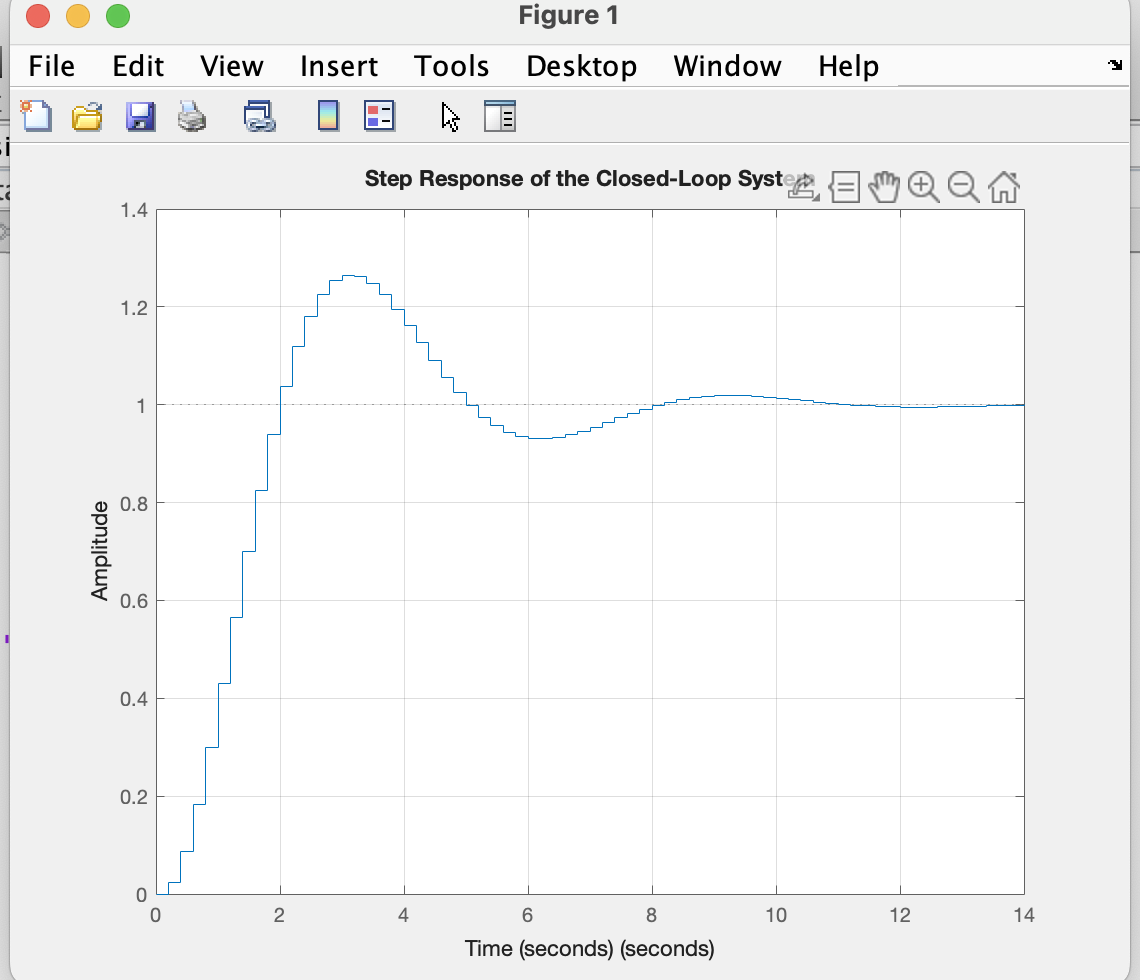 Figure 1
File Edit View Insert Tools Desktop Window Help
Step Response of the Closed-Loop System
1.4
1.2
1
0.8
0.6
0.4
0.2
0
Amplitude
0 2 4 6 8 10 12 14
Time (seconds) (seconds)